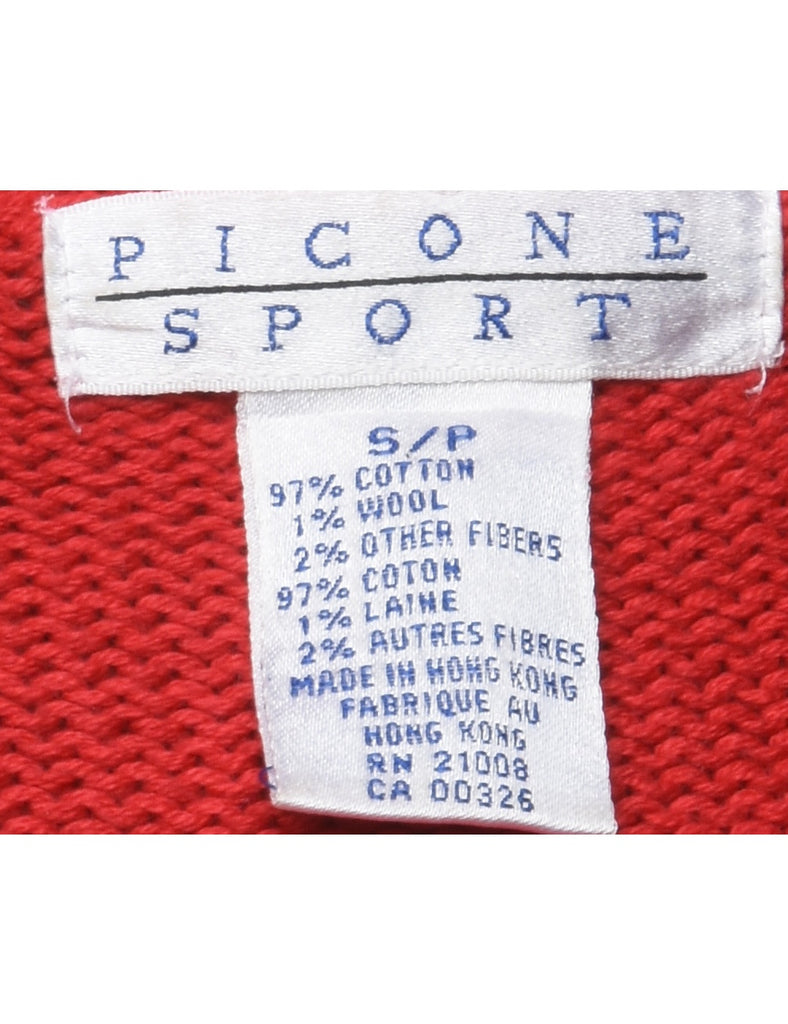 PICONE
SPORT
S/P
97% COTTON
1% WOOL
2% OTHER FIBERS
97% COTON
1% LAINE
2% AUTRES FIBRES
MADE IN HONG KONG
FABRIQUE AU
HONG KONG
RN 21008
CA 00326